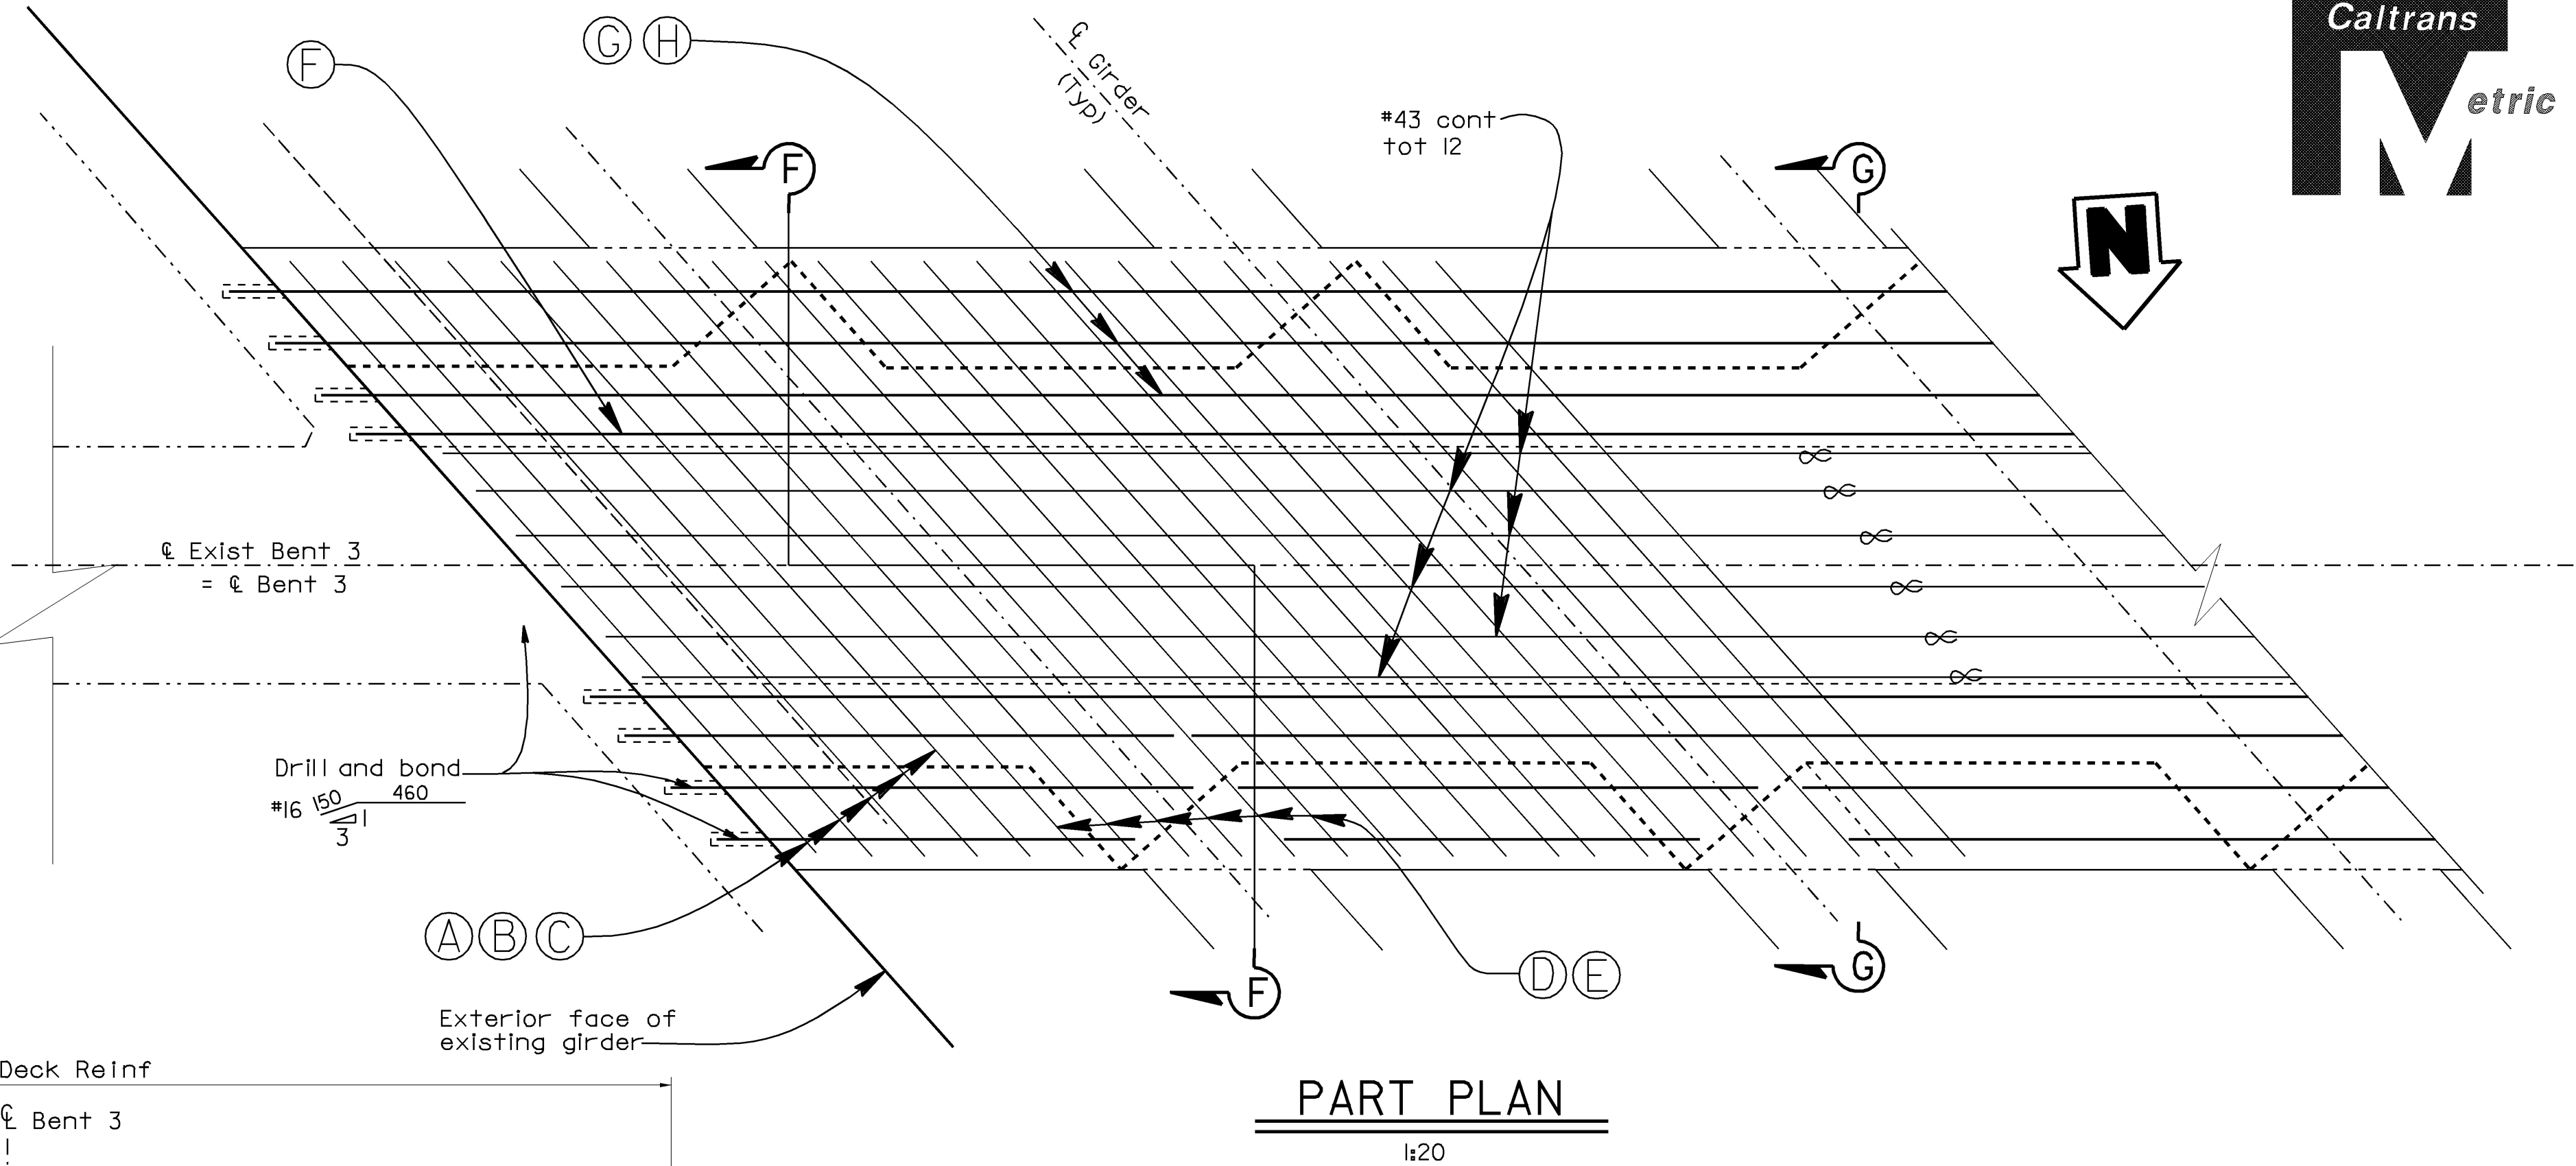 Caltrans
Metric
F
G H
℄ Girder
(Typ)
#43 cont
tot 12
F
G
N
℄ Exist Bent 3
= ℄ Bent 3
Drill and bond
#16 150 460
3 1
A B C
D E
F
G
Exterior face of
existing girder
Deck Reinf
℄ Bent 3
PART PLAN
1:20